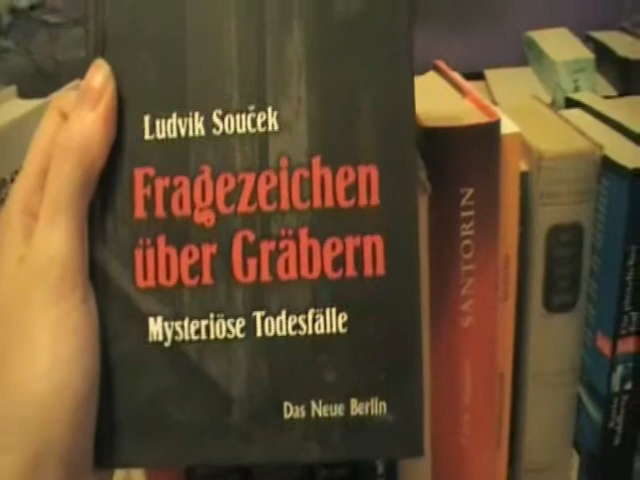 Ludvik Souček
Fragezeichen
über Gräbern
Mysteriöse Todesfälle
Das Neue Berlin
SANTORIN